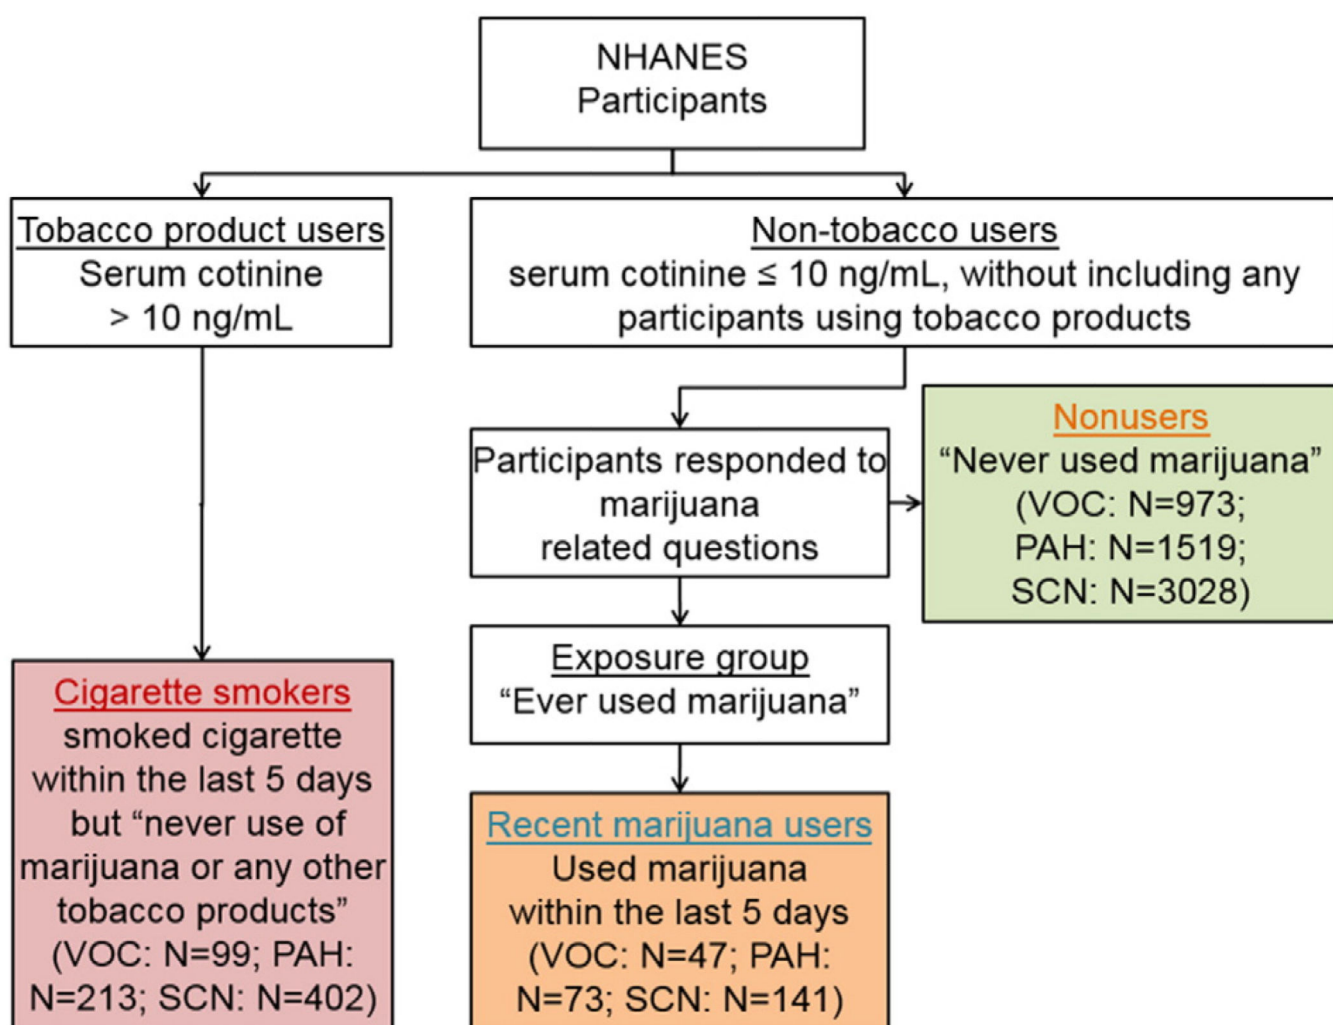 NHANES
Participants
Tobacco product users
Serum cotinine
> 10 ng/mL
Non-tobacco users
serum cotinine ≤ 10 ng/mL, without including any
participants using tobacco products
Participants responded to
marijuana
related questions
Nonusers
“Never used marijuana”
(VOC: N=973;
PAH: N=1519;
SCN: N=3028)
Exposure group
“Ever used marijuana”
Cigarette smokers
smoked cigarette
within the last 5 days
but “never use of
marijuana or any other
tobacco products”
(VOC: N=99; PAH:
N=213; SCN: N=402)
Recent marijuana users
Used marijuana
within the last 5 days
(VOC: N=47; PAH:
N=73; SCN: N=141)